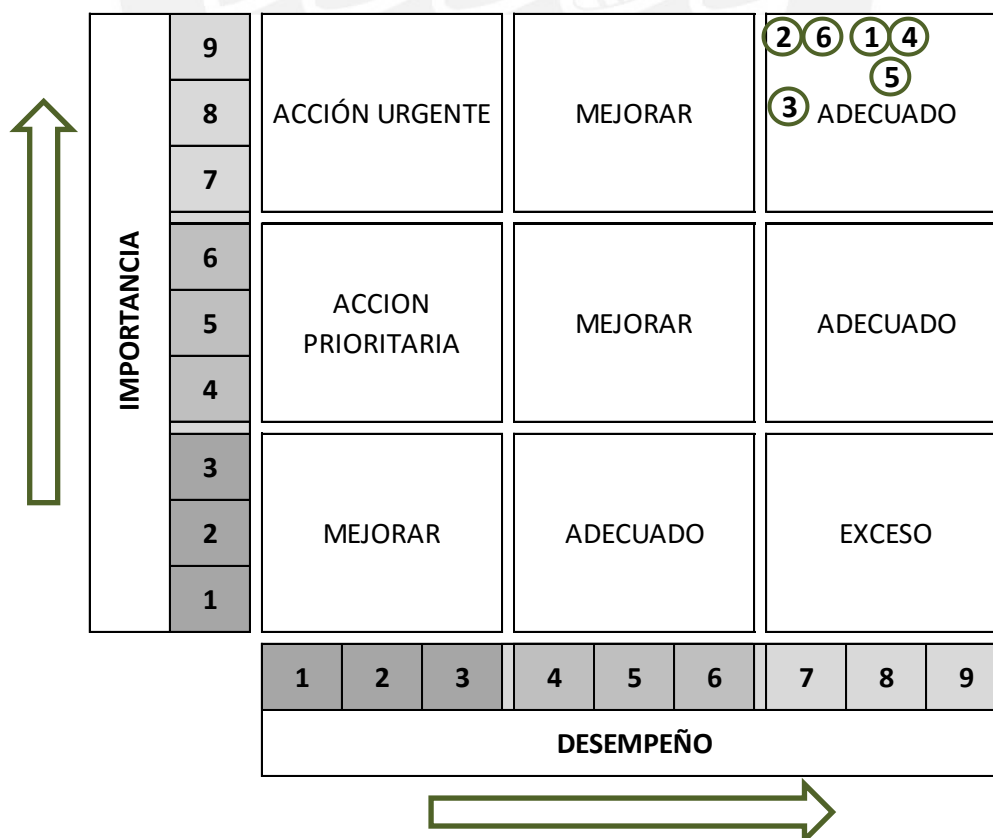 9
2 6 1 4
5
8
ACCIÓN URGENTE
MEJORAR
3
ADECUADO
7
IMPORTANCIA
6
5
ACCION
PRIORITARIA
MEJORAR
ADECUADO
4
3
2
MEJORAR
ADECUADO
EXCESO
1
1 2 3 4 5 6 7 8 9
DESEMPEÑO